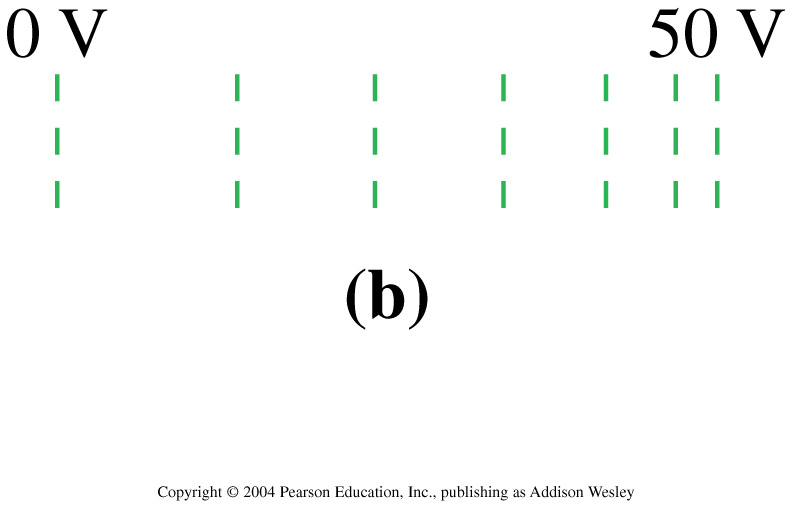 0 V 50 V
(b)
Copyright © 2004 Pearson Education, Inc., publishing as Addison Wesley